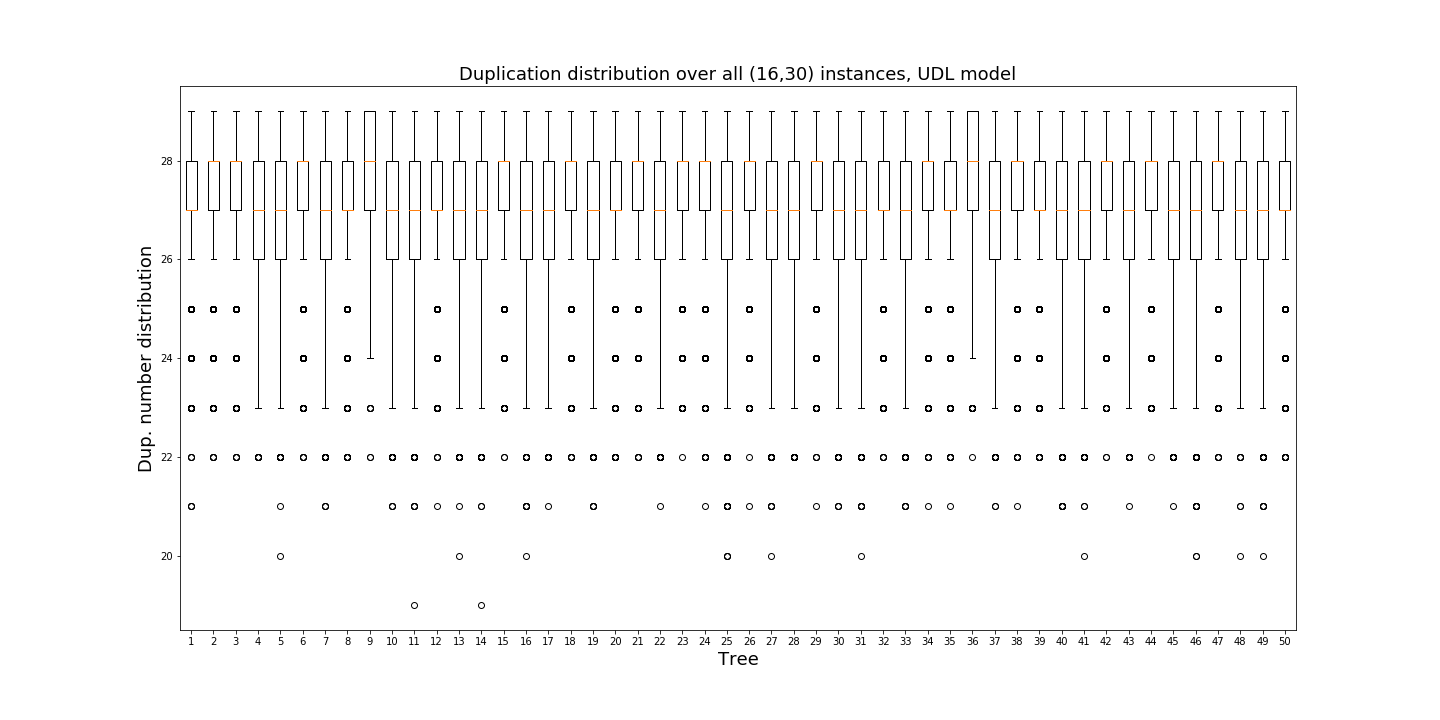 Duplication distribution over all (16,30) instances, UDL model
Dup. number distribution
28
26
24
22
20
1 2 3 4 5 6 7 8 9 10 11 12 13 14 15 16 17 18 19 20 21 22 23 24 25 26 27 28 29 30 31 32 33 34 35 36 37 38 39 40 41 42 43 44 45 46 47 48 49 50
Tree